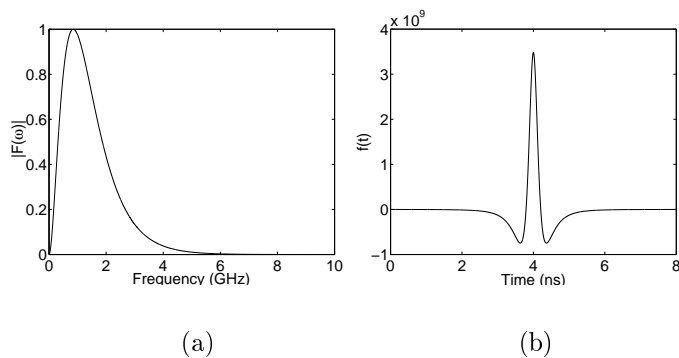 1
0.8
0.6
0.4
0.2
0
|F(ω)|
0 2 4 6 8 10
Frequency (GHz)
(a)
4 x 10^9
3
2
1
0
−1
f(t)
0 2 4 6 8
Time (ns)
(b)